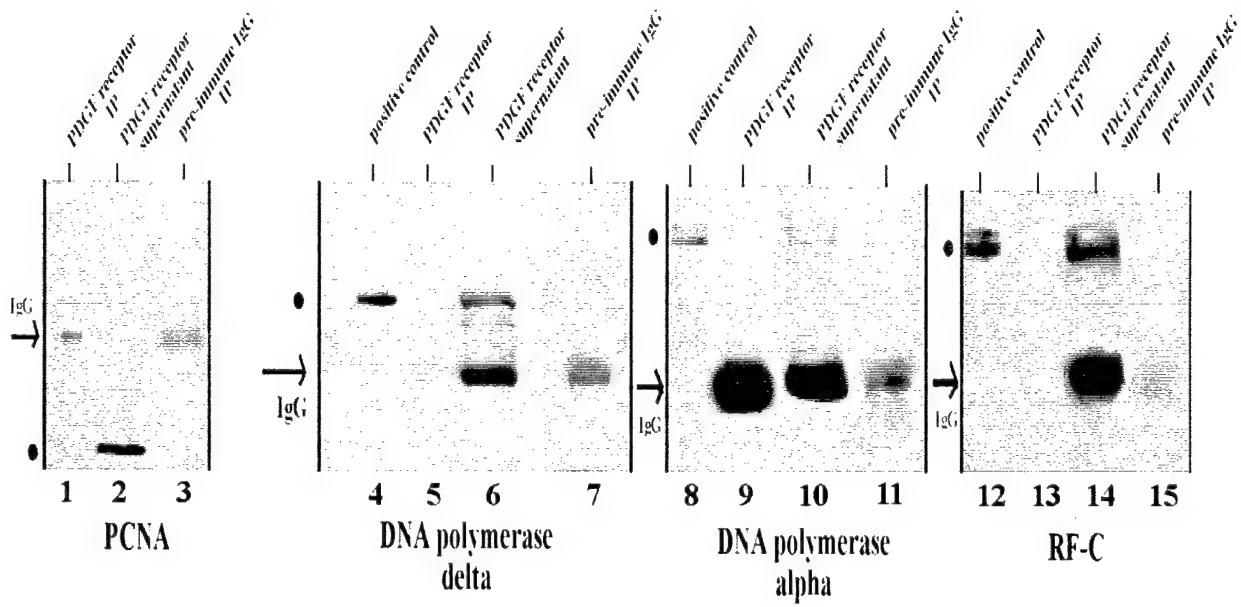 PDGF receptor
IP
PDGF receptor
supernatant
pre-immune IgG
IP
positive control
PDGF receptor
IP
PDGF receptor
supernatant
pre-immune IgG
IP
positive control
PDGF receptor
IP
PDGF receptor
supernatant
pre-immune IgG
IP
positive control
PDGF receptor
IP
PDGF receptor
supernatant
pre-immune IgG
IP
IgG
IgG
IgG
IgG
1 2 3
4 5 6 7
8 9 10 11
12 13 14 15
PCNA
DNA polymerase
delta
DNA polymerase
alpha
RF-C